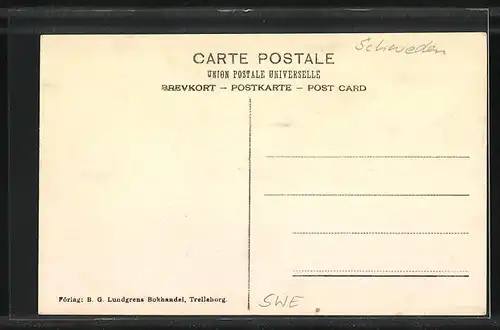 Schweden
CARTE POSTALE
UNION POSTALE UNIVERSELLE
BREVKORT — POSTKARTE — POST CARD
Förlag: B. G. Lundgrens Bokhandel, Trelleborg.
SWE